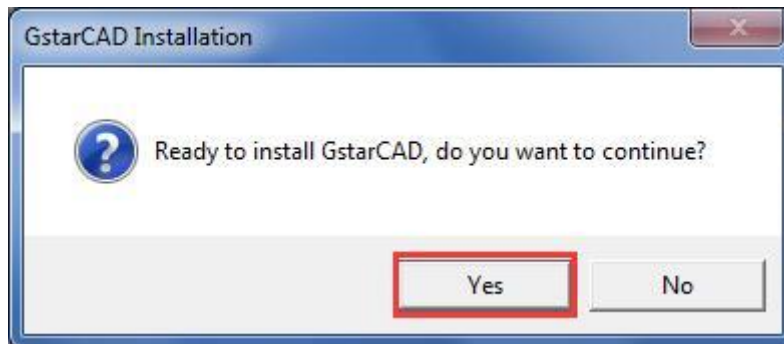 GstarCAD Installation
Ready to install GstarCAD, do you want to continue?
Yes
No